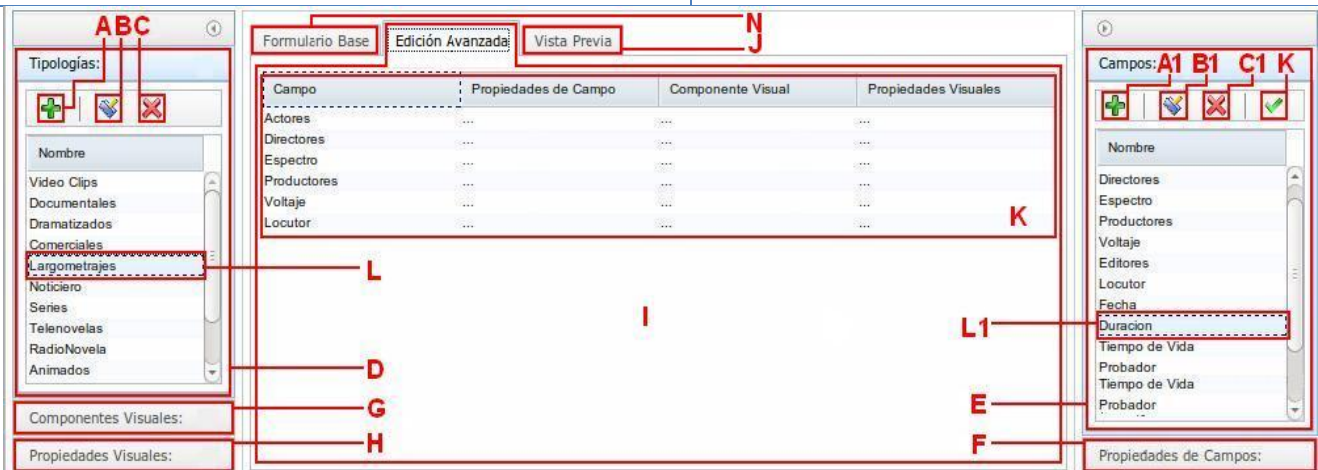 A B C
Tipologías:
Nombre
Video Clips
Documentales
Dramatizados
Comerciales
Largometrajes
Noticiero
Series
Telenovelas
RadioNovela
Animados
Componentes Visuales:
Propiedades Visuales:
L
D
G
H
N
J
Formulario Base
Edición Avanzada
Vista Previa
Campo Propiedades de Campo Componente Visual Propiedades Visuales
Actores ... ... ...
Directores ... ... ...
Espectro ... ... ...
Productores ... ... ...
Voltaje ... ... ...
Locutor ... ... ...
K
I
L1
E
F
Campos: A1 B1 C1 K
Nombre
Directores
Espectro
Productores
Voltaje
Editores
Locutor
Fecha
Duracion
Tiempo de Vida
Probador
Tiempo de Vida
Probador
Propiedades de Campos: